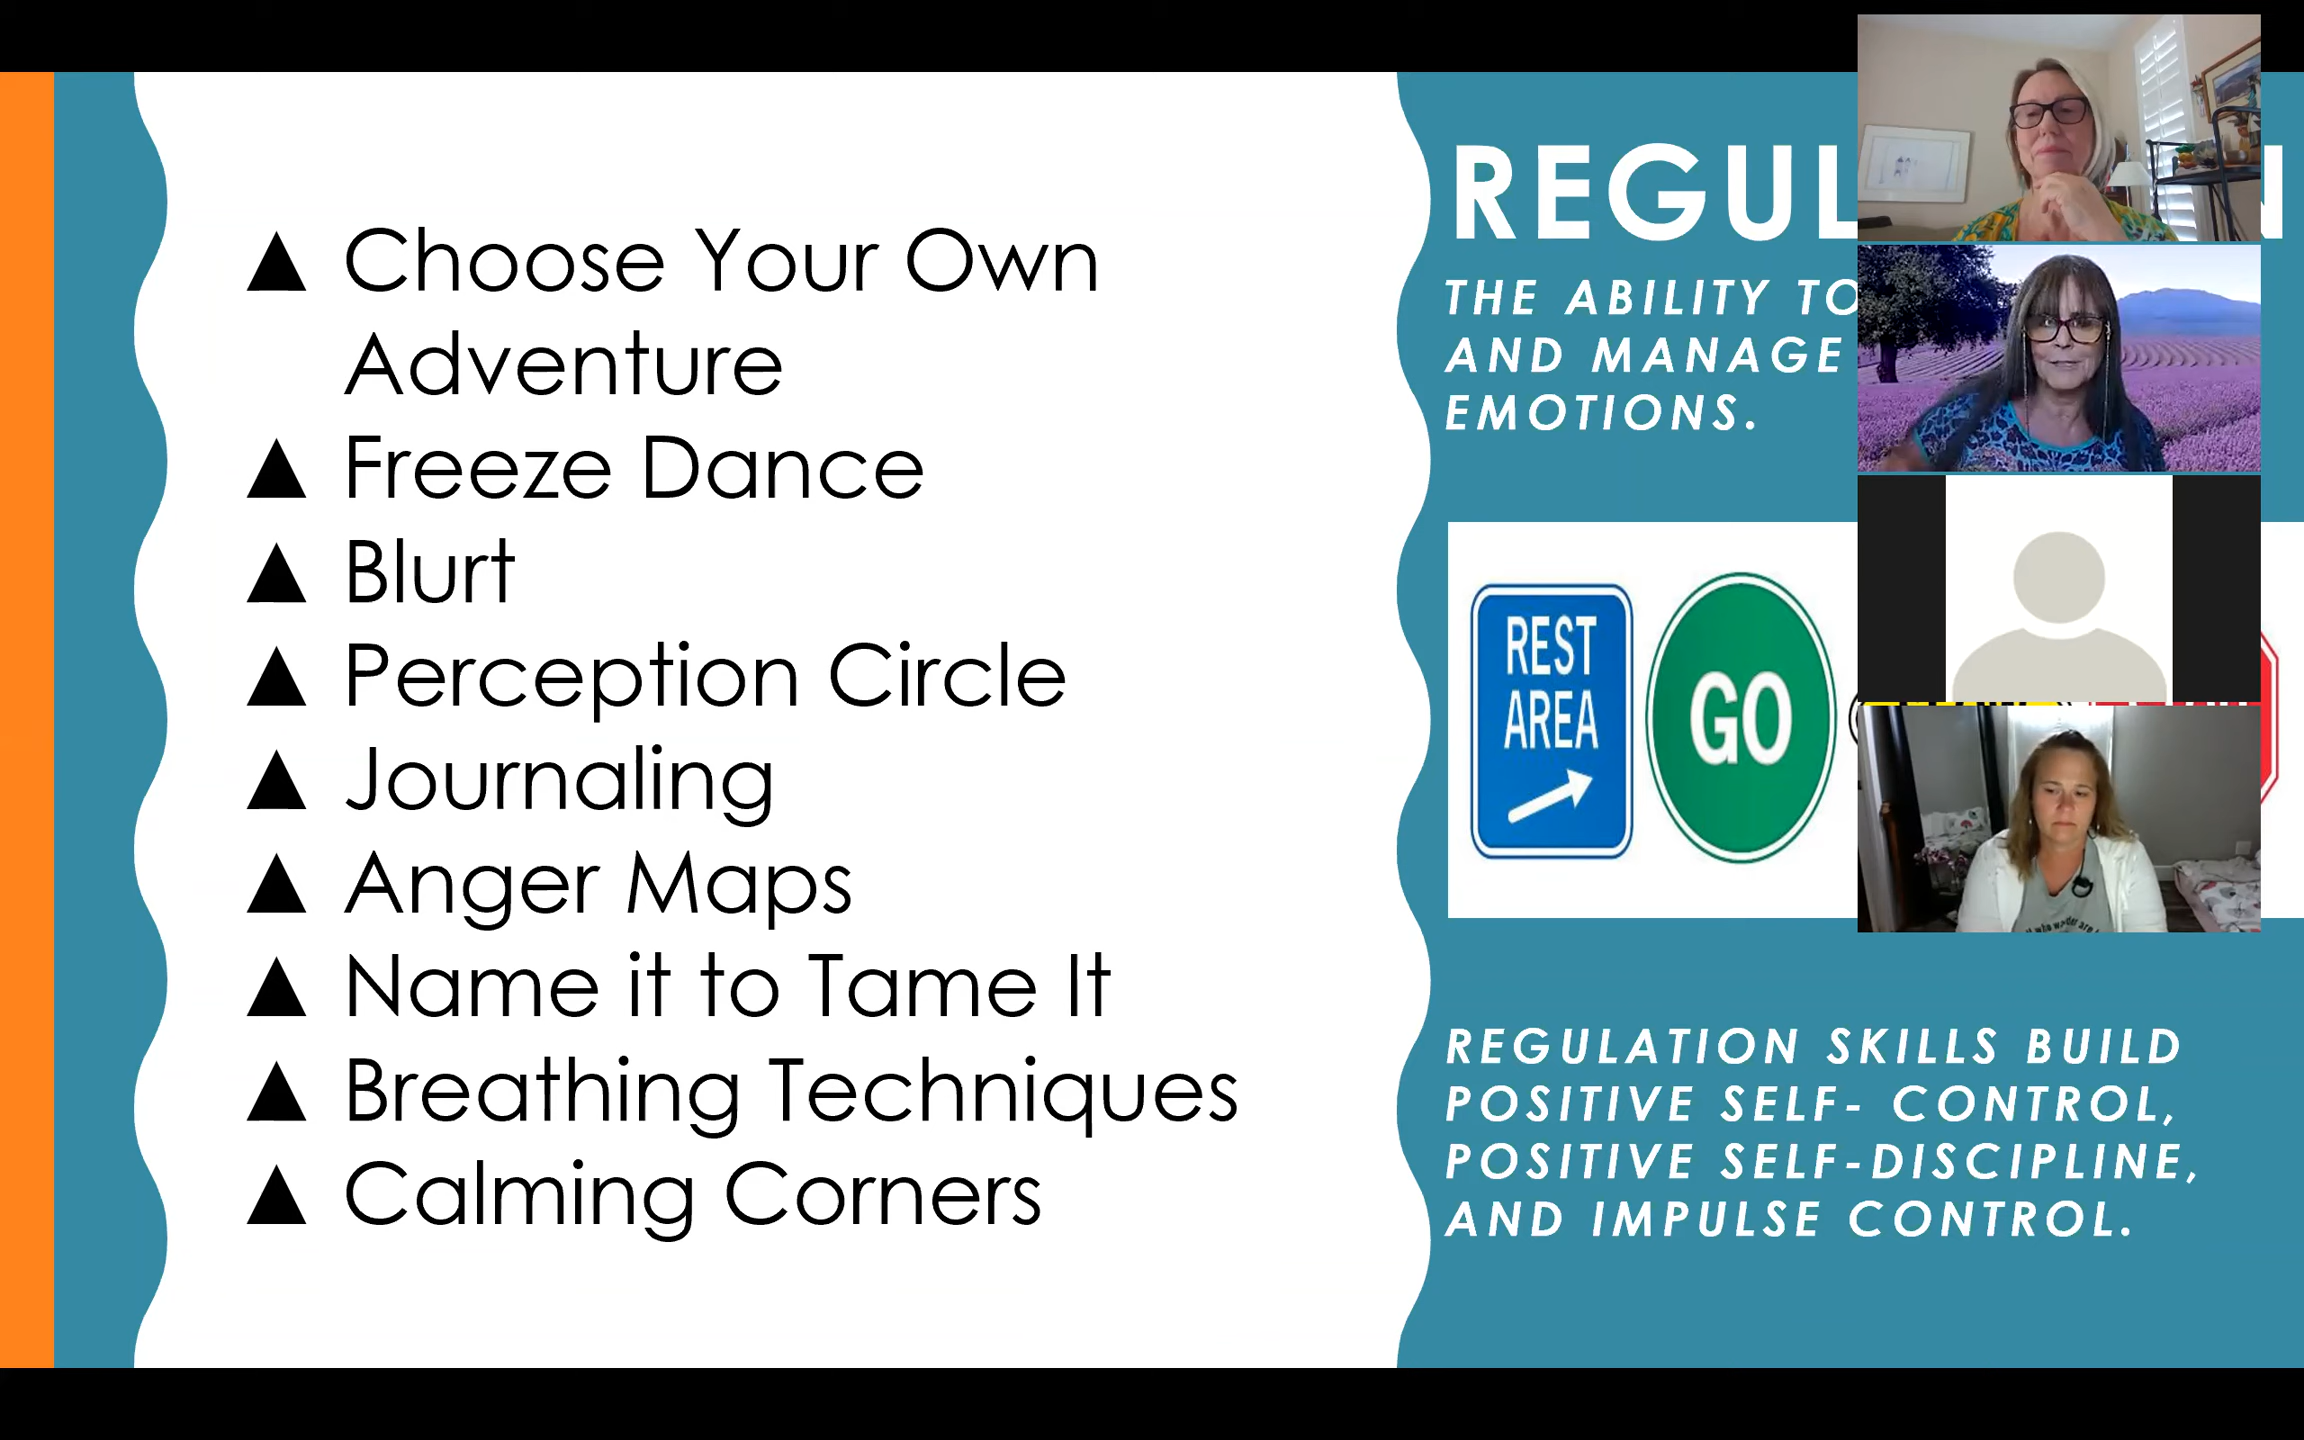 Choose Your Own
Adventure
Freeze Dance
Blurt
Perception Circle
Journaling
Anger Maps
Name it to Tame It
Breathing Techniques
Calming Corners
THE ABILITY TO
AND MANAGE
EMOTIONS.
REST
AREA
GO
REGULATION SKILLS BUILD
POSITIVE SELF- CONTROL,
POSITIVE SELF-DISCIPLINE,
AND IMPULSE CONTROL.